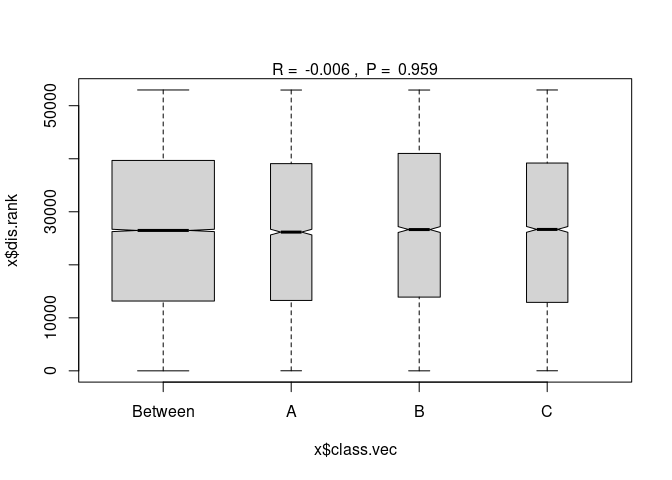 R = -0.006 , P = 0.959
50000
30000
10000
0
x$dis.rank
Between A B C
x$class.vec